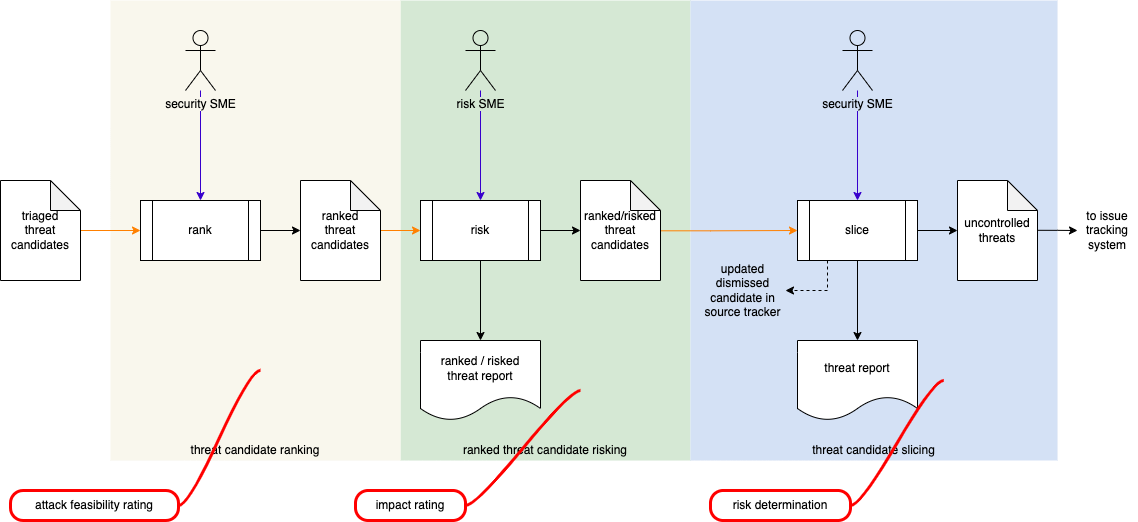 security SME
risk SME
security SME
triaged
threat
candidates
rank
ranked
threat
candidates
risk
ranked/risked
threat
candidates
slice
uncontrolled
threats
to issue
tracking
system
updated
dismissed
candidate in
source tracker
ranked / risked
threat report
threat report
threat candidate ranking
ranked threat candidate risking
threat candidate slicing
attack feasibility rating
impact rating
risk determination